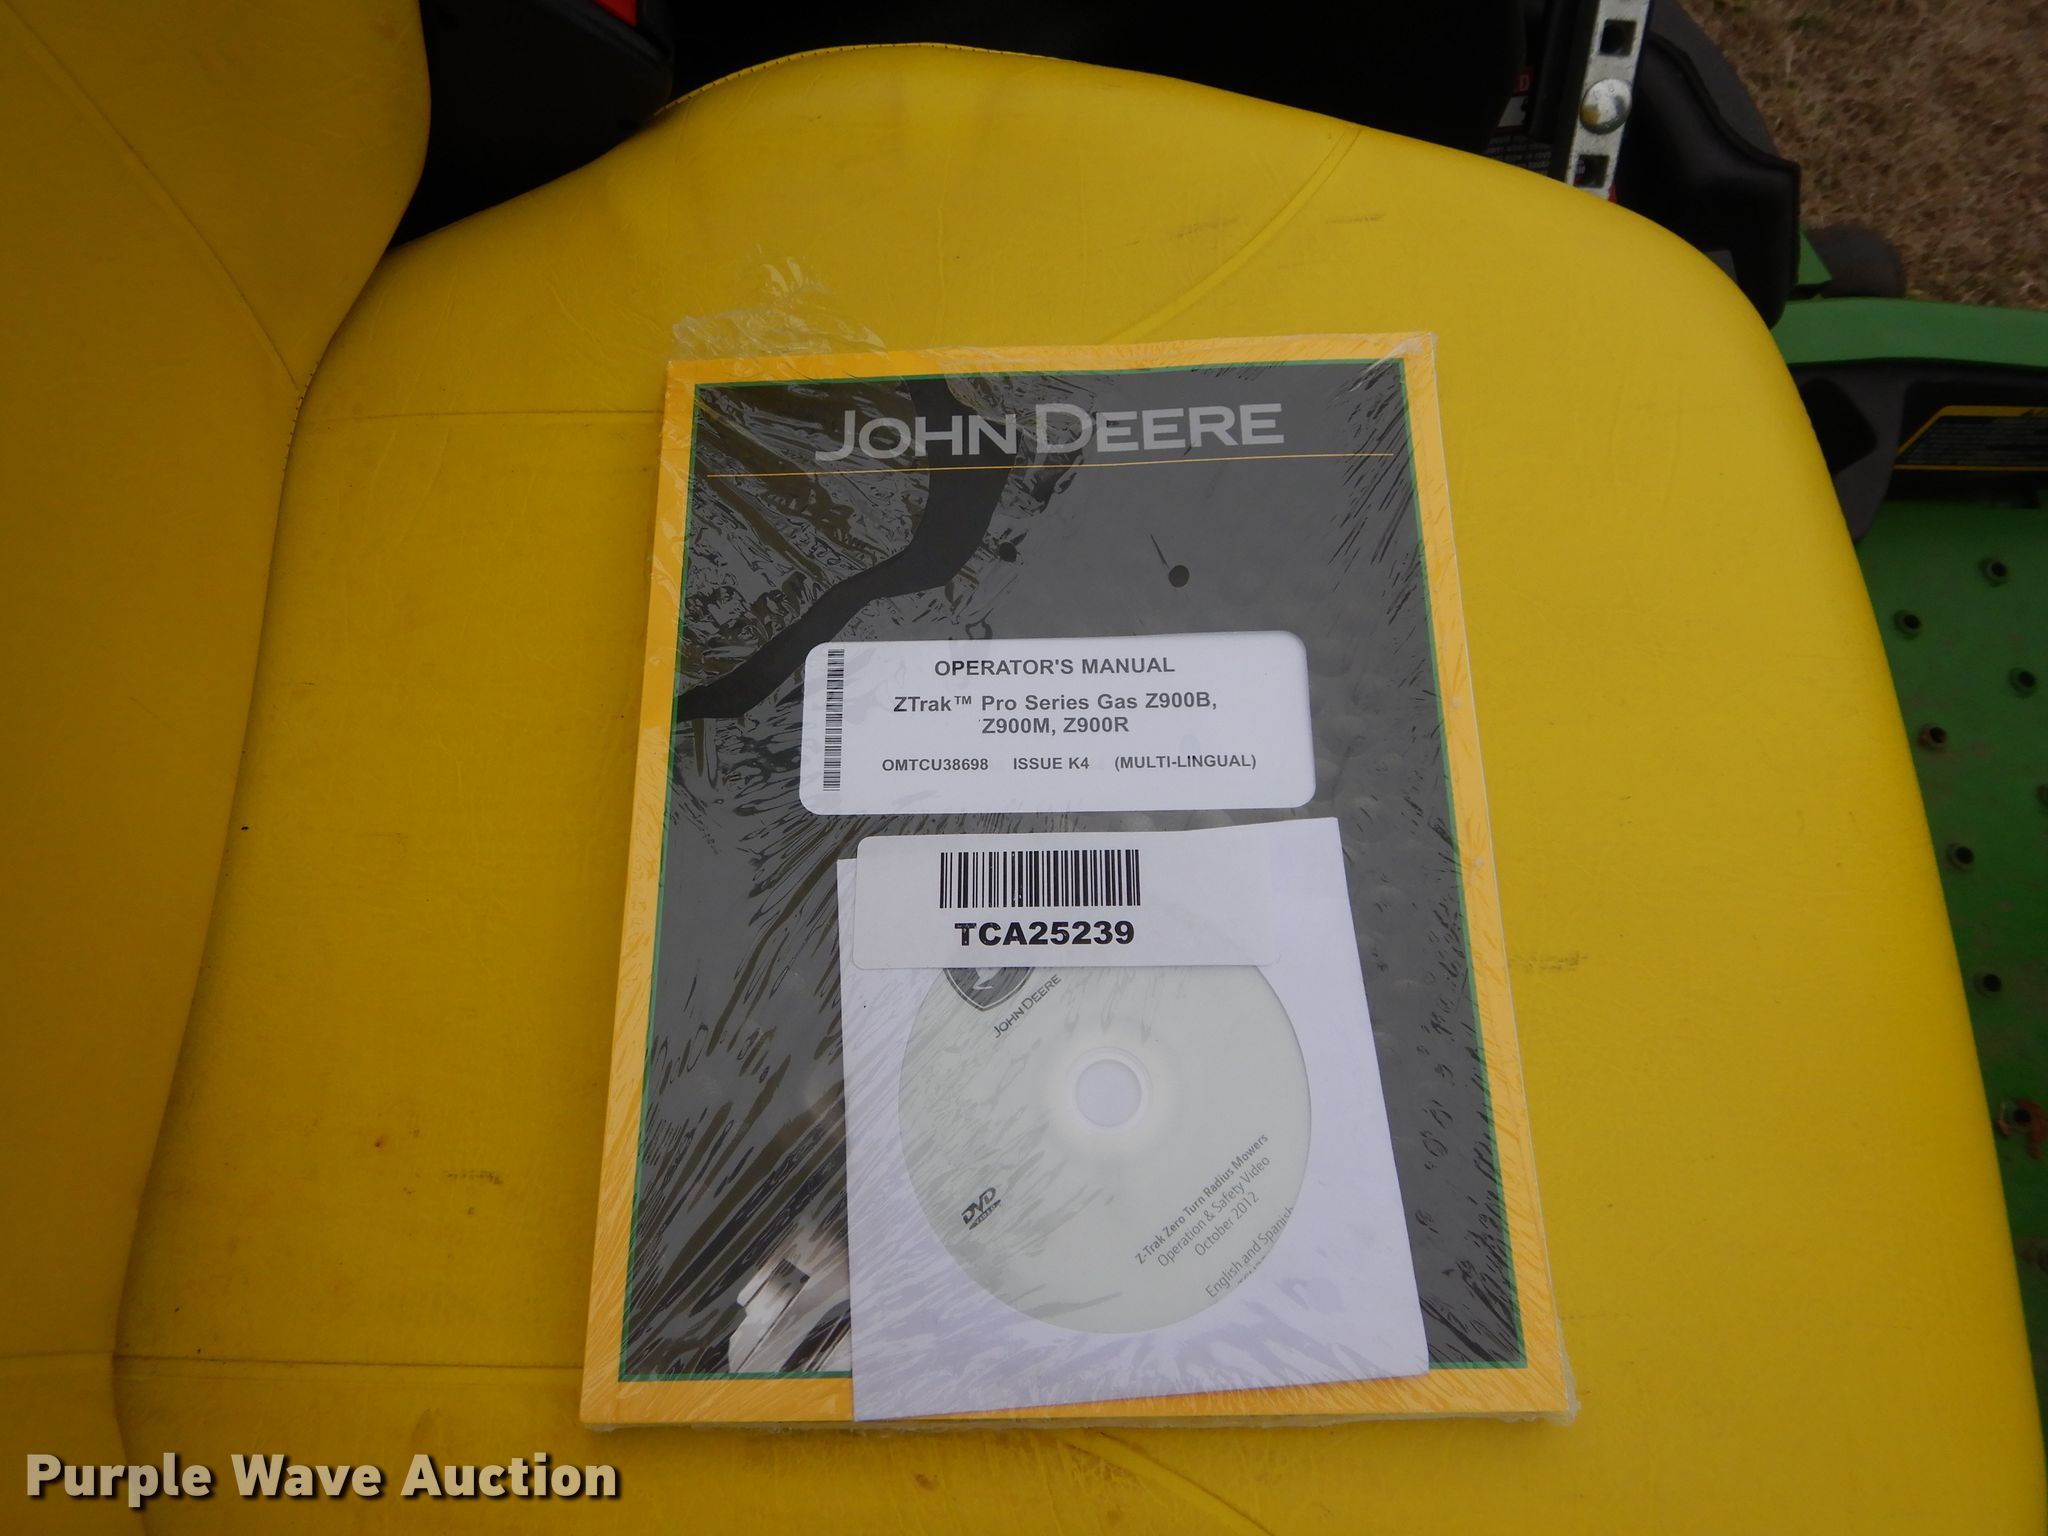 JOHN DEERE
OPERATOR'S MANUAL
ZTrak™ Pro Series Gas Z900B,
Z900M, Z900R
OMTCU38698 ISSUE K4 (MULTI-LINGUAL)
TCA25239
JOHN DEERE
DVD
VIDEO
Z-Trak Zero Turn Radius Mowers
Operation & Safety Video
October 2012
English and Spanish
Purple Wave Auction